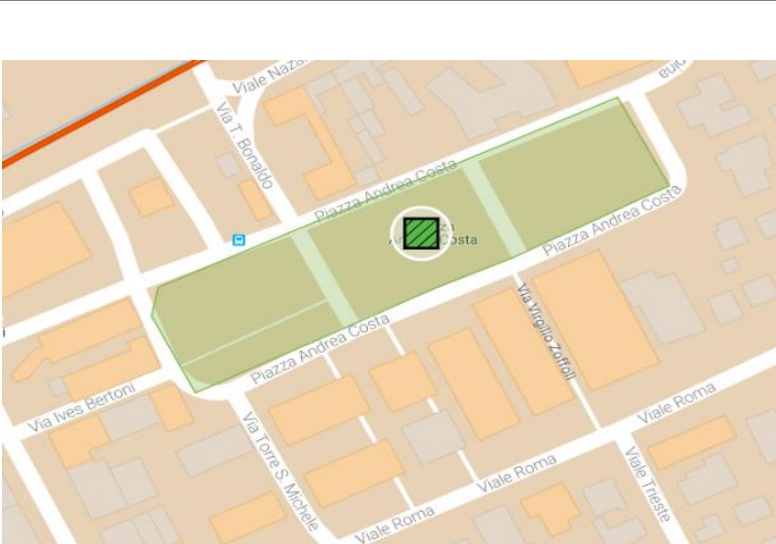 Viale Naza
Via T. Bonaldo
Piazza Andrea Costa
Costa
Piazza Andrea Costa
Via Virgilio Zoffoli
Piazza Andrea Costa
Via Ives Bertoni
Via Torre S. Michele
Viale Roma
Viale Roma
Viale Trieste
Viale Roma